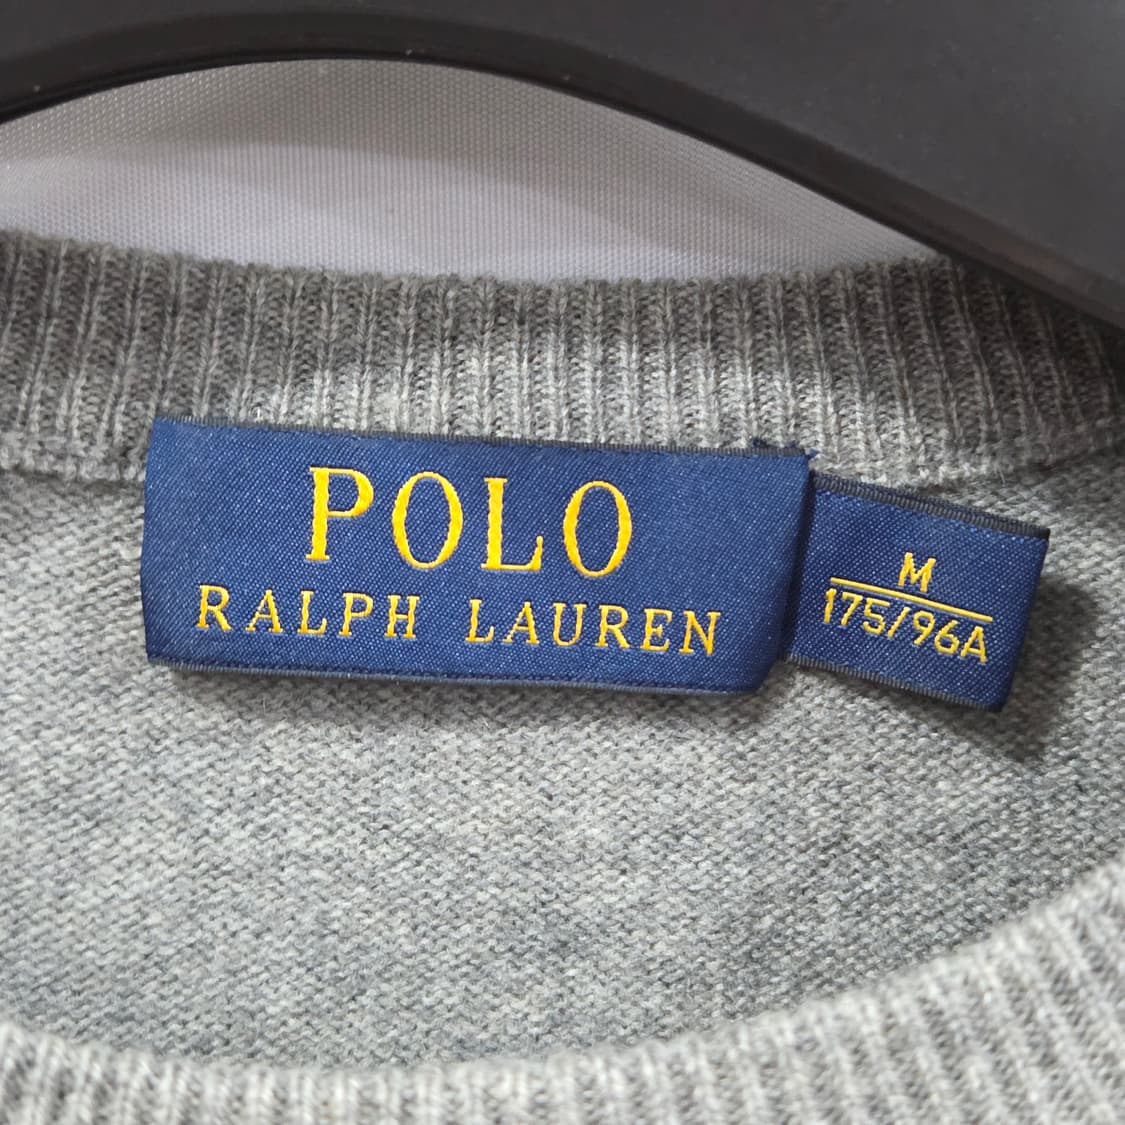 POLO
RALPH LAUREN
M
175/96A